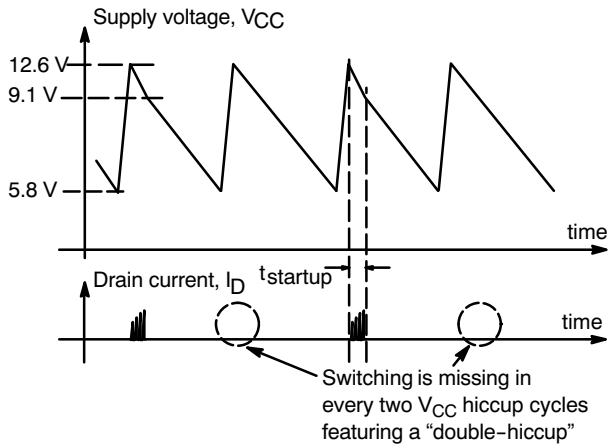 Supply voltage, VCC
12.6 V
9.1 V
5.8 V
time
Drain current, ID
tstartup
time
Switching is missing in
every two VCC hiccup cycles
featuring a “double−hiccup”